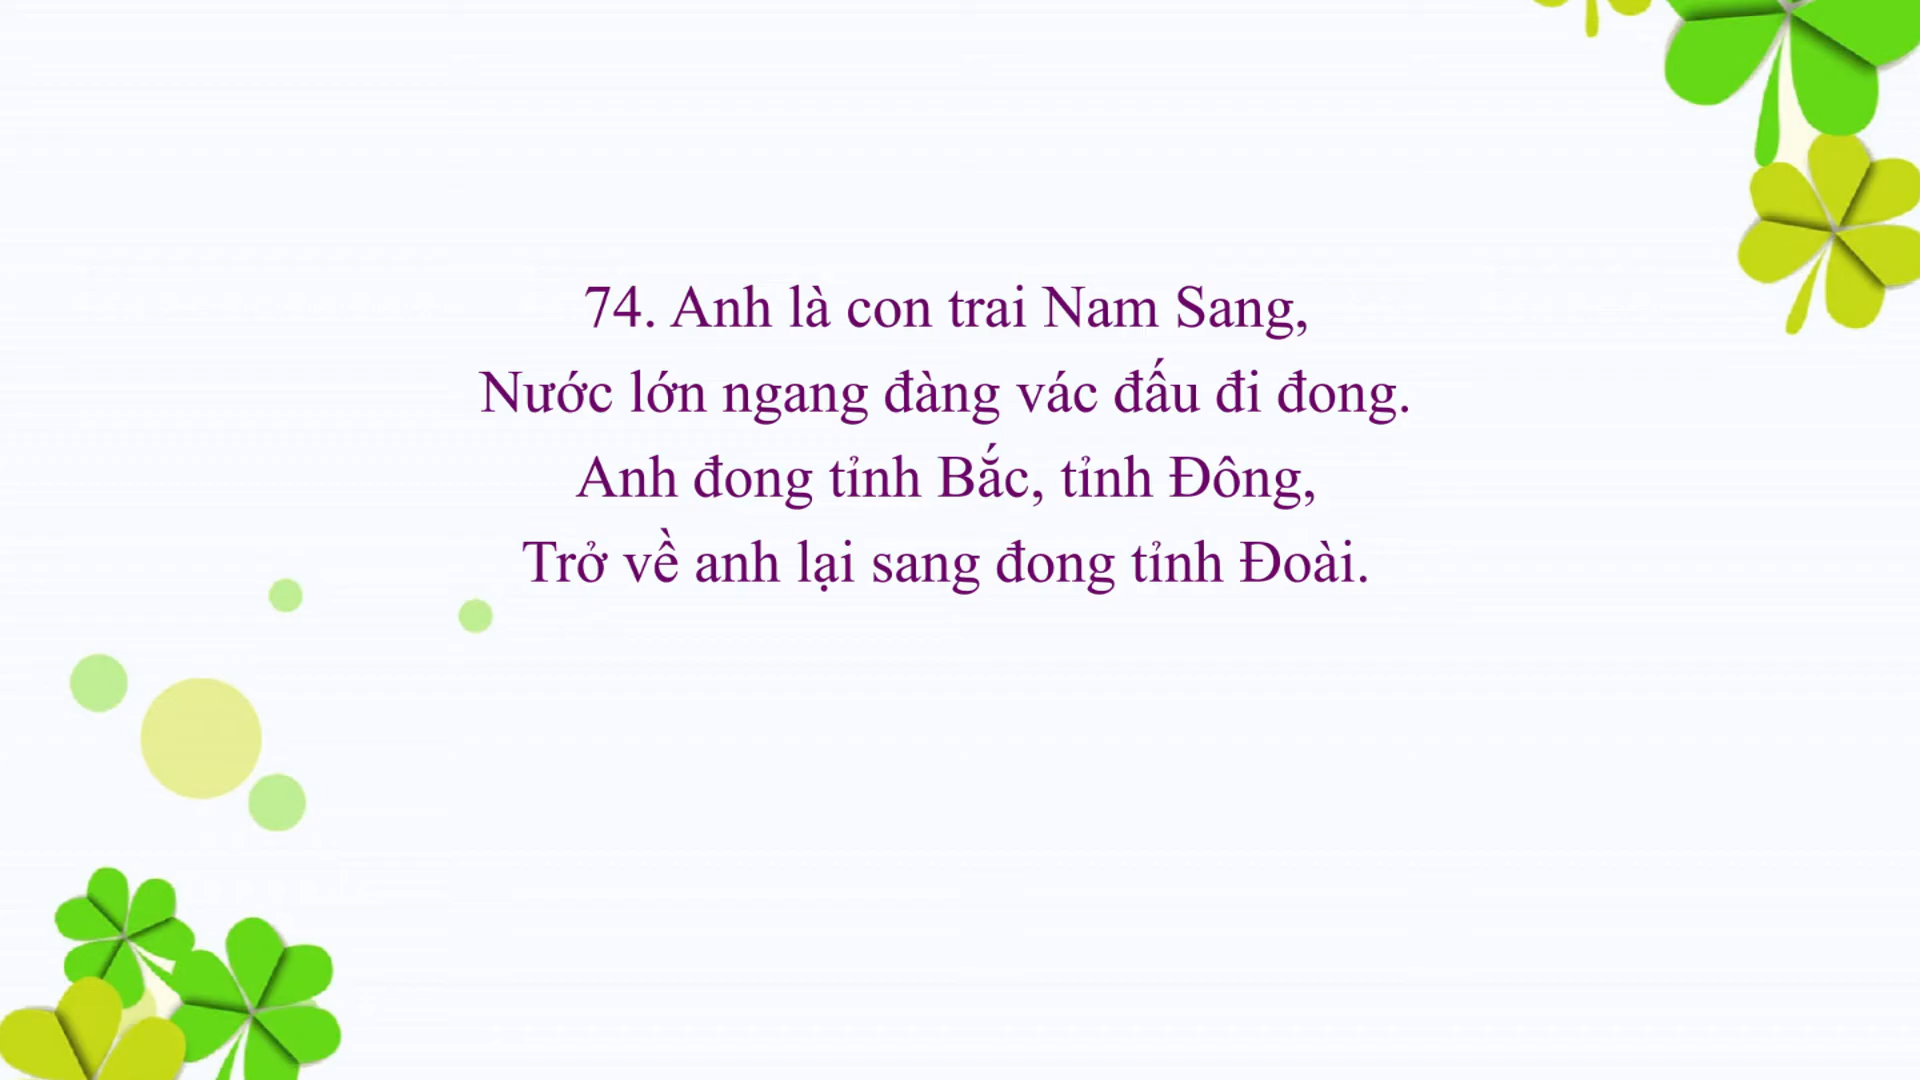 74. Anh là con trai Nam Sang,
Nước lớn ngang đàng vác đấu đi đong.
Anh đong tỉnh Bắc, tỉnh Đông,
Trở về anh lại sang đong tỉnh Đoài.